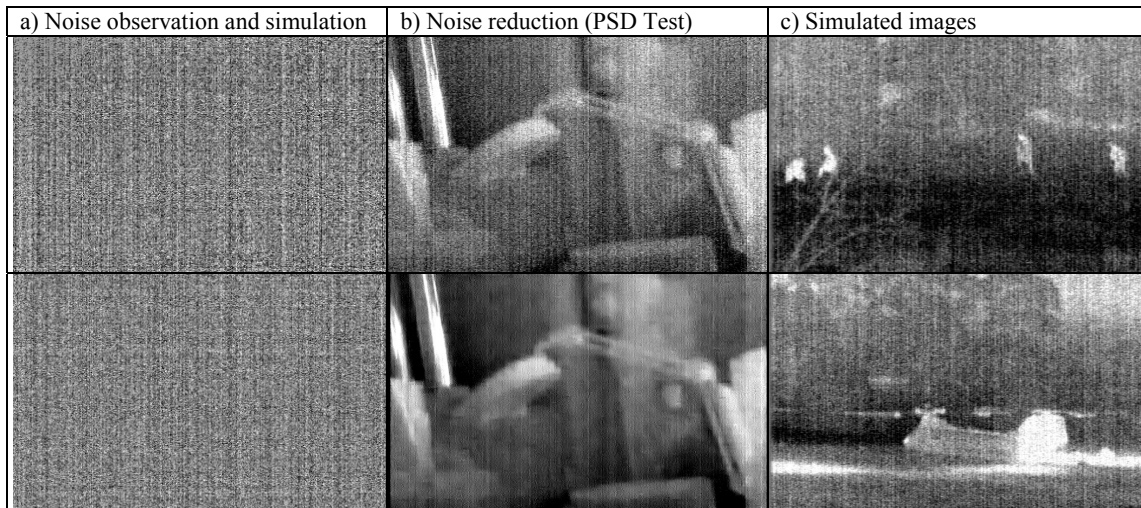 a) Noise observation and simulation
b) Noise reduction (PSD Test)
c) Simulated images